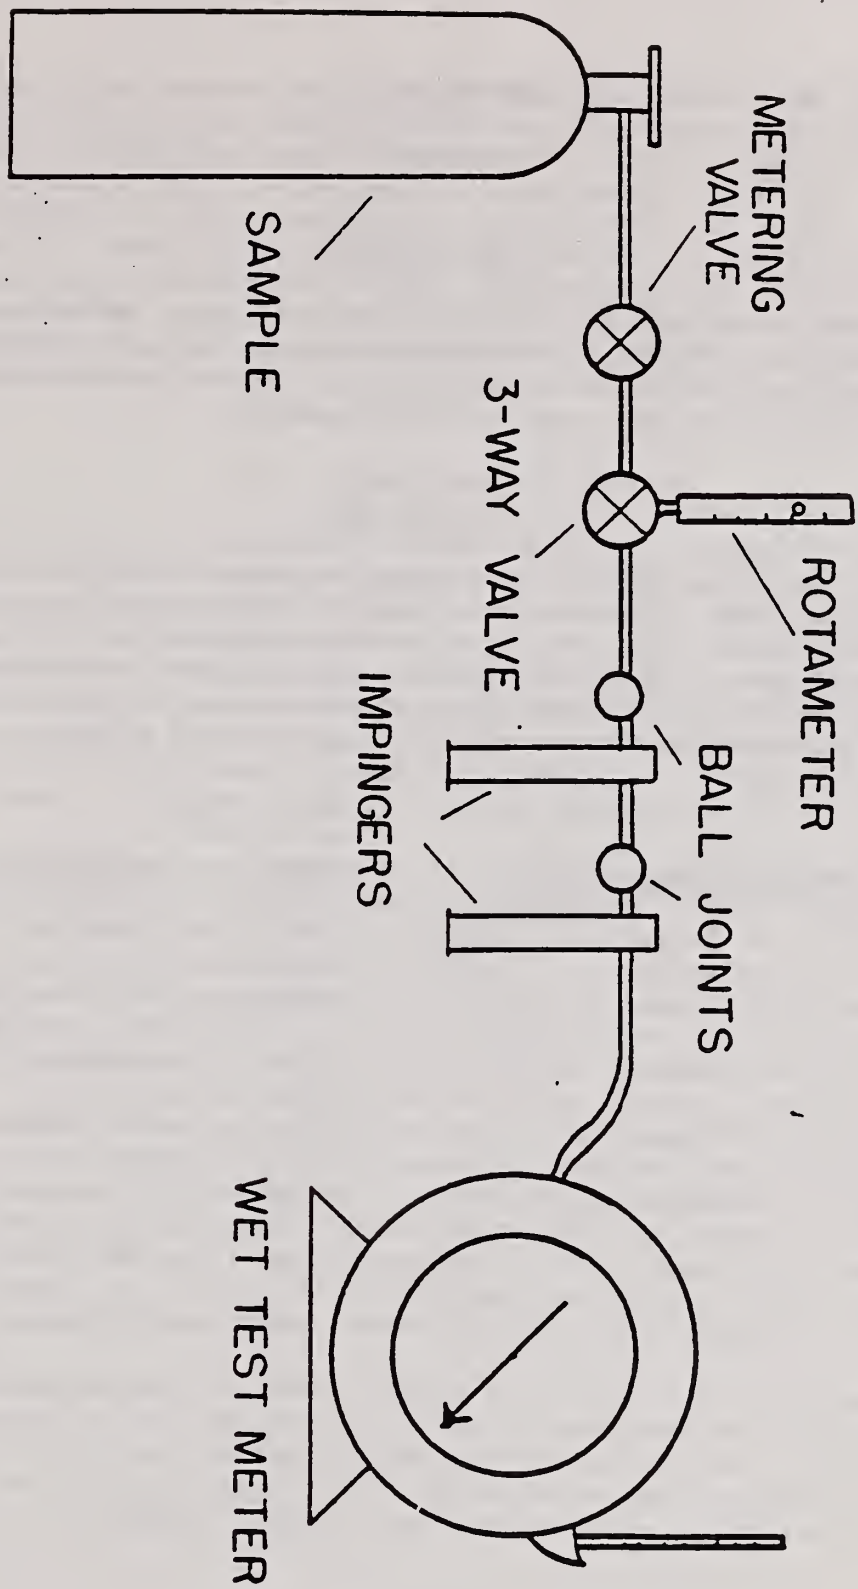 METERING
VALVE
ROTAMETER
BALL JOINTS
3-WAY VALVE
SAMPLE
IMPINGERS
WET TEST METER